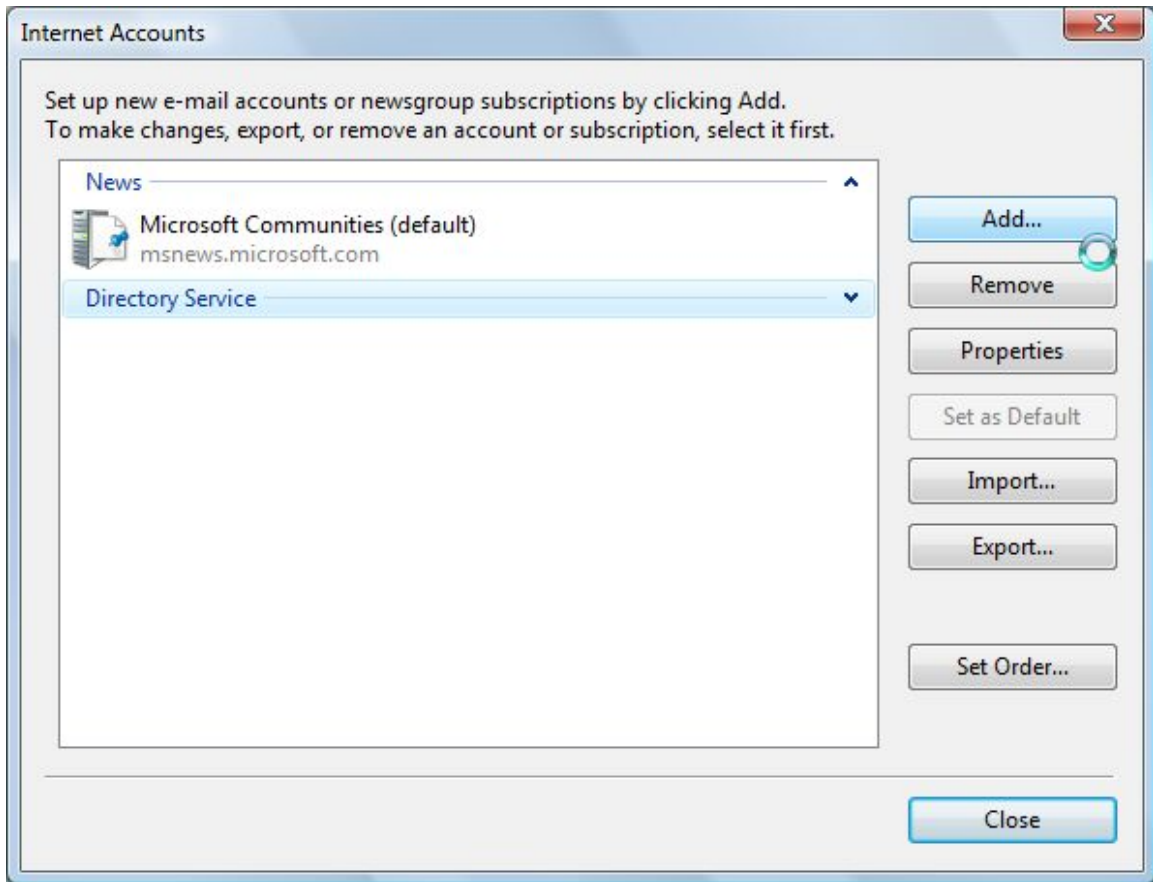 Internet Accounts
Set up new e-mail accounts or newsgroup subscriptions by clicking Add.
To make changes, export, or remove an account or subscription, select it first.
News
Microsoft Communities (default)
msnews.microsoft.com
Directory Service
Add...
Remove
Properties
Set as Default
Import...
Export...
Set Order...
Close